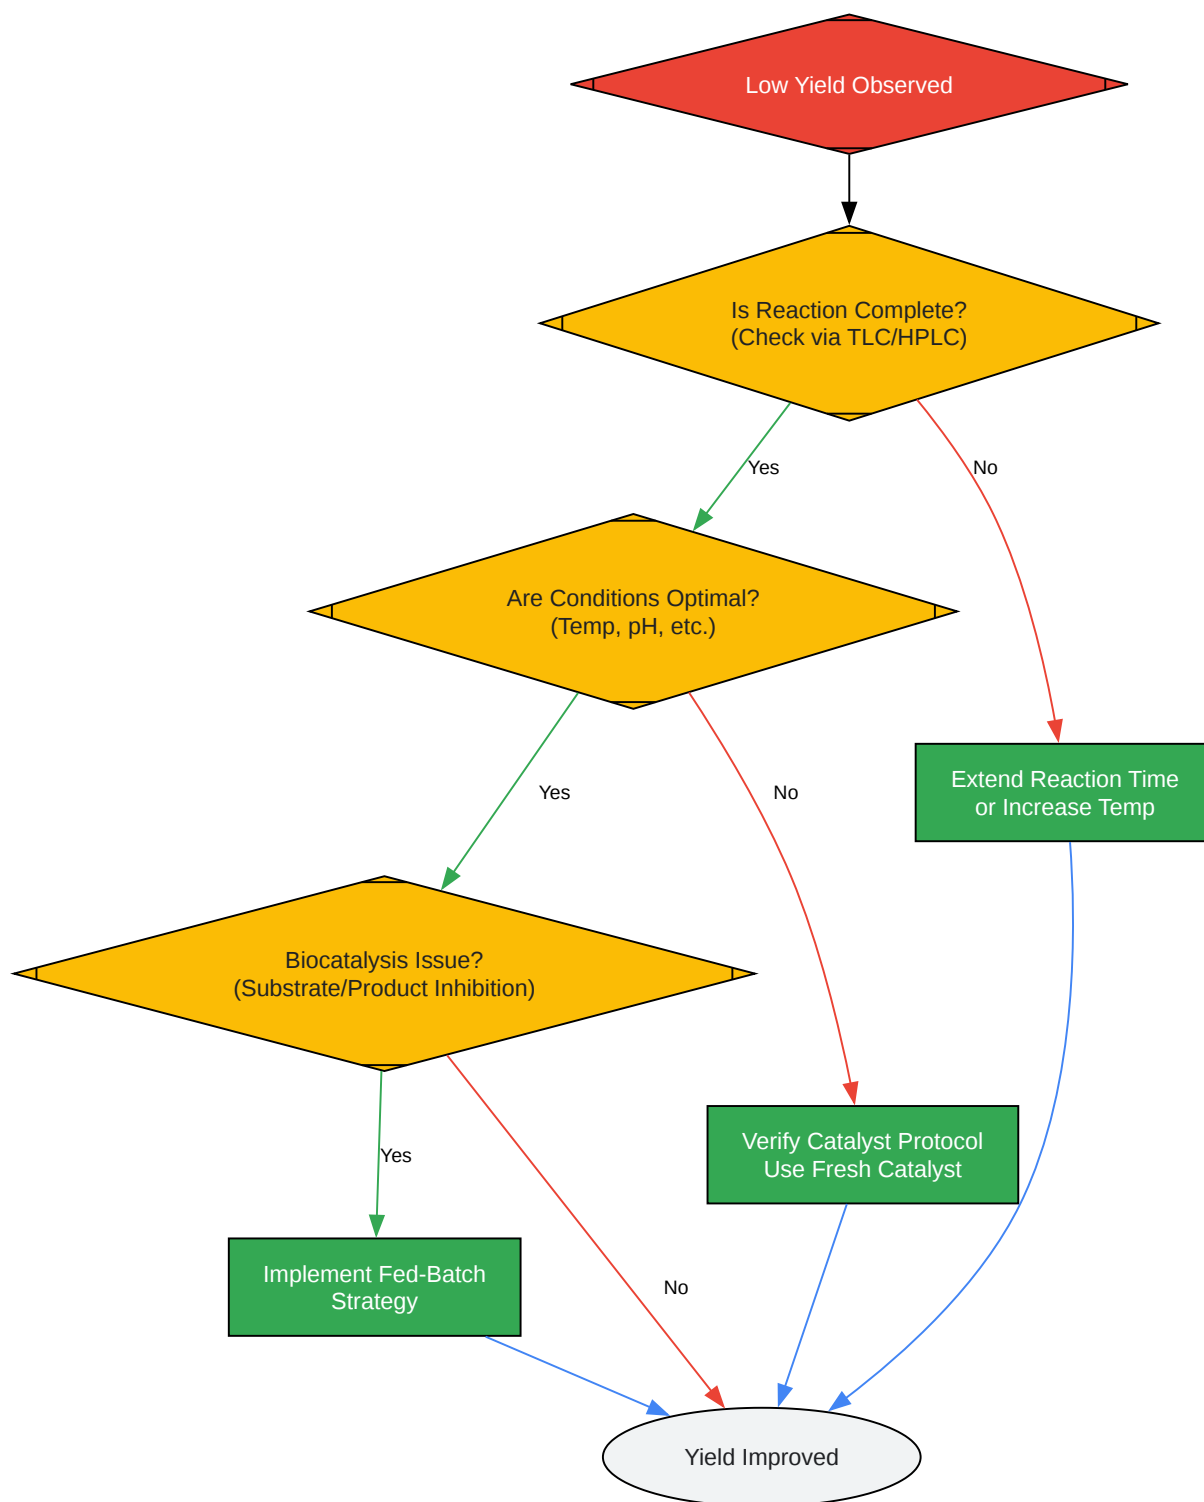 Low Yield Observed
Is Reaction Complete?
(Check via TLC/HPLC)
Yes
No
Are Conditions Optimal?
(Temp, pH, etc.)
Yes
No
Extend Reaction Time
or Increase Temp
Biocatalysis Issue?
(Substrate/Product Inhibition)
Yes
No
Verify Catalyst Protocol
Use Fresh Catalyst
Implement Fed-Batch
Strategy
Yield Improved